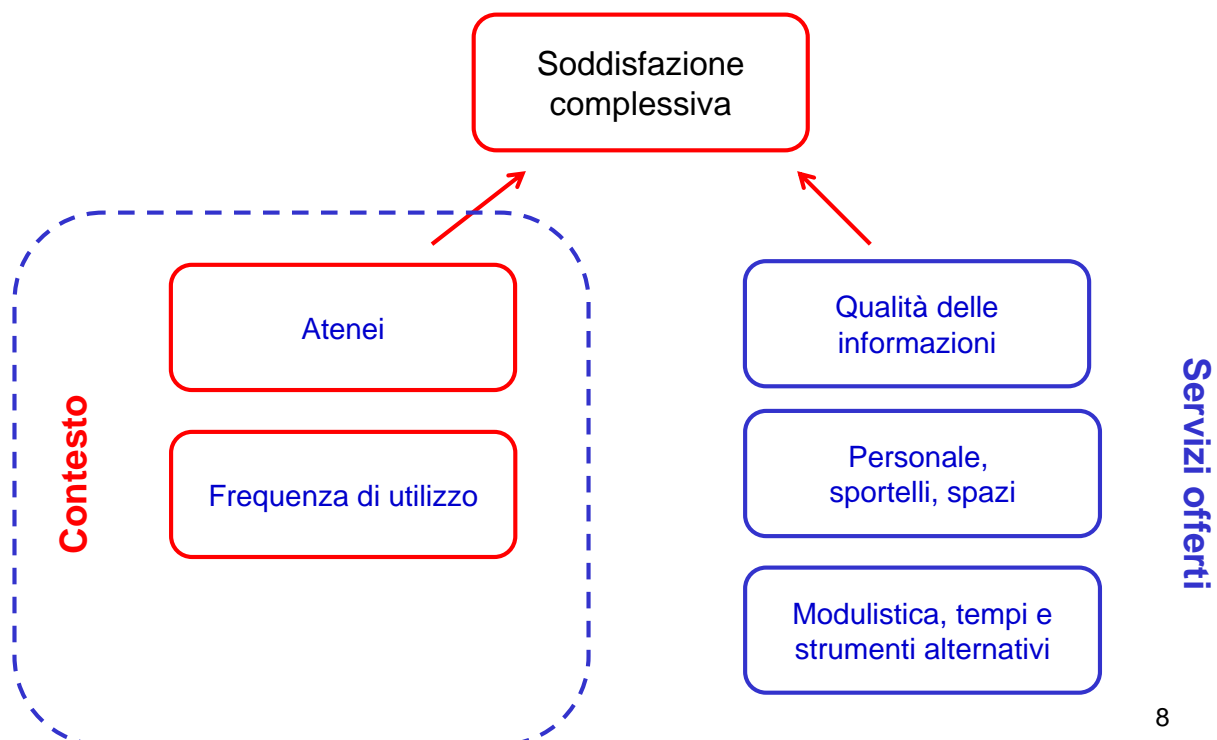 Soddisfazione
complessiva
Contesto
Atenei
Frequenza di utilizzo
Qualità delle
informazioni
Personale,
sportelli, spazi
Modulistica, tempi e
strumenti alternativi
Servizi offerti
8